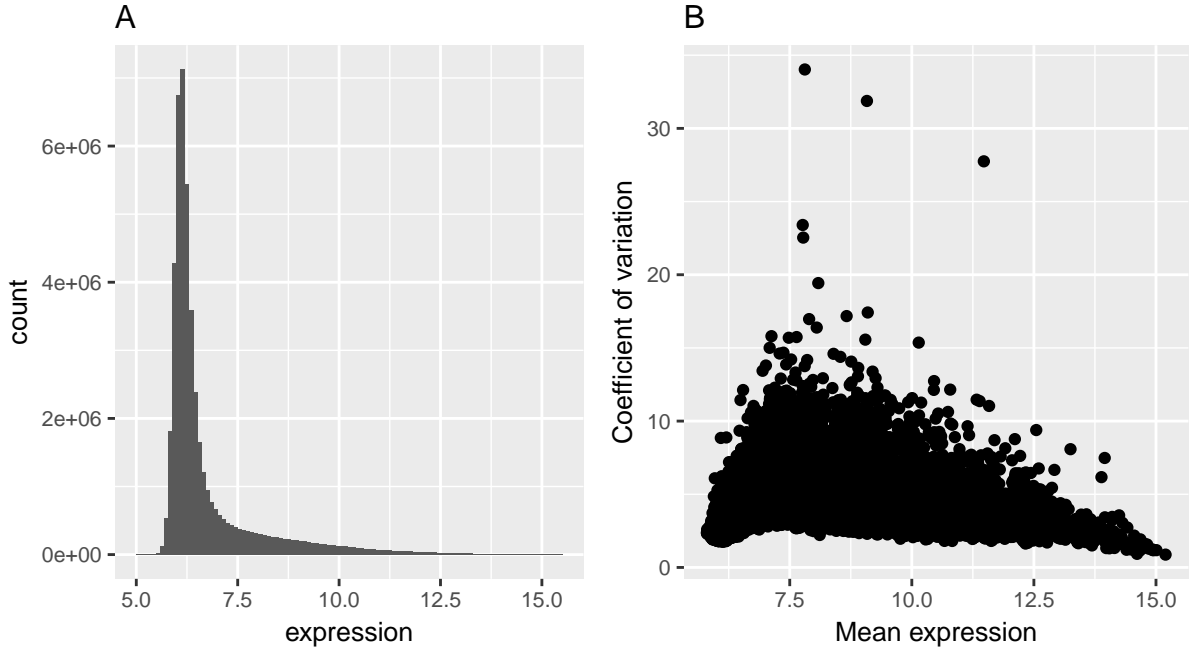 A
count
6e+06
4e+06
2e+06
0e+00
5.0 7.5 10.0 12.5 15.0
expression
B
Coefficient of variation
30
20
10
0
7.5 10.0 12.5 15.0
Mean expression